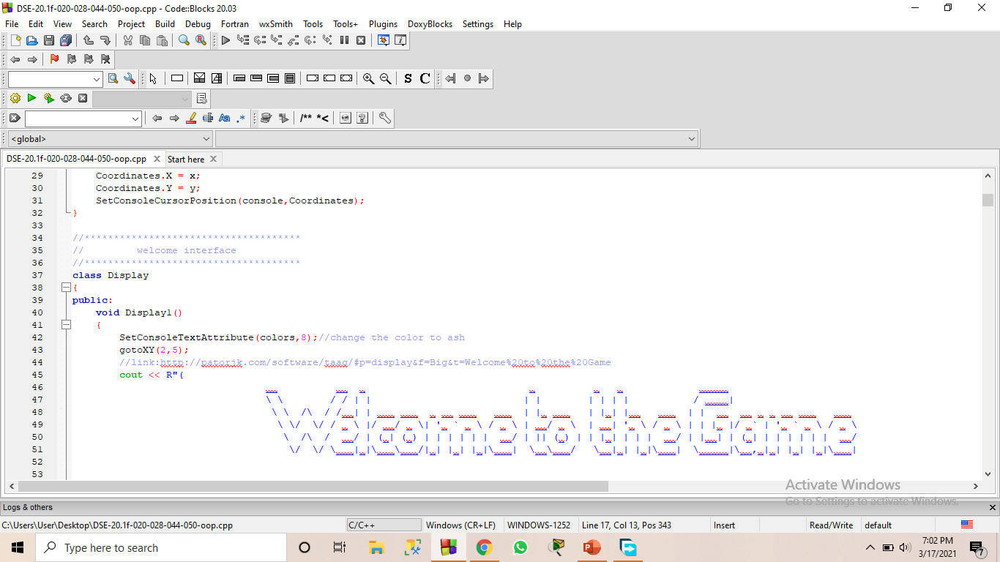 DSE-20.1f-020-028-044-050-oop.cpp - Code::Blocks 20.03
File Edit View Search Project Build Debug Fortran wxSmith Tools Tools+ Plugins DoxyBlocks Settings Help
S C
/** *<
<global>
DSE-20.1f-020-028-044-050-oop.cpp Start here
29 Coordinates.X = x;
30 Coordinates.Y = y;
31 SetConsoleCursorPosition(console,Coordinates);
32 }
33
34 //*************************************
35 // welcome interface
36 //*************************************
37 class Display
38 {
39 public:
40 void Display1()
41 {
42 SetConsoleTextAttribute(colors,8);//change the color to ash
43 gotoXY(2,5);
44 //link:http://patorjk.com/software/taag/#p=display&f=Big&t=Welcome%20to%20the%20Game
45 cout << R"(
46
47
48
49
50
51
52
53
Welcome to the Game
Activate Windows
Go to Settings to activate Windows.
Logs & others
C:\Users\User\Desktop\DSE-20.1f-020-028-044-050-oop.cpp C/C++ Windows (CR+LF) WINDOWS-1252 Line 17, Col 13, Pos 343 Insert Read/Write default
Type here to search
7:02 PM
3/17/2021
7